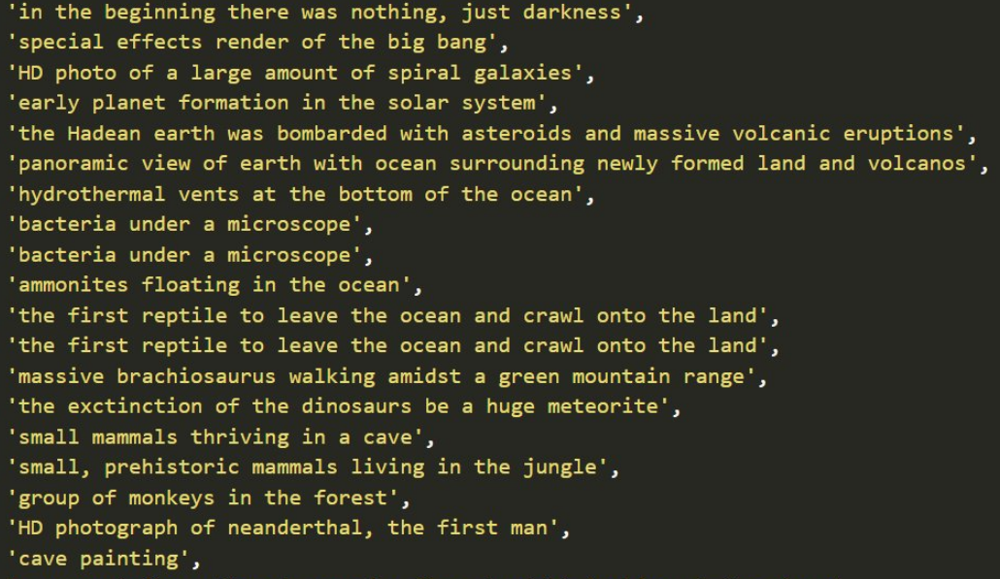 'in the beginning there was nothing, just darkness',
'special effects render of the big bang',
'HD photo of a large amount of spiral galaxies',
'early planet formation in the solar system',
'the Hadean earth was bombarded with asteroids and massive volcanic eruptions',
'panoramic view of earth with ocean surrounding newly formed land and volcanos',
'hydrothermal vents at the bottom of the ocean',
'bacteria under a microscope',
'bacteria under a microscope',
'ammonites floating in the ocean',
'the first reptile to leave the ocean and crawl onto the land',
'the first reptile to leave the ocean and crawl onto the land',
'massive brachiosaurus walking amidst a green mountain range',
'the exctinction of the dinosaurs be a huge meteorite',
'small mammals thriving in a cave',
'small, prehistoric mammals living in the jungle',
'group of monkeys in the forest',
'HD photograph of neanderthal, the first man',
'cave painting',